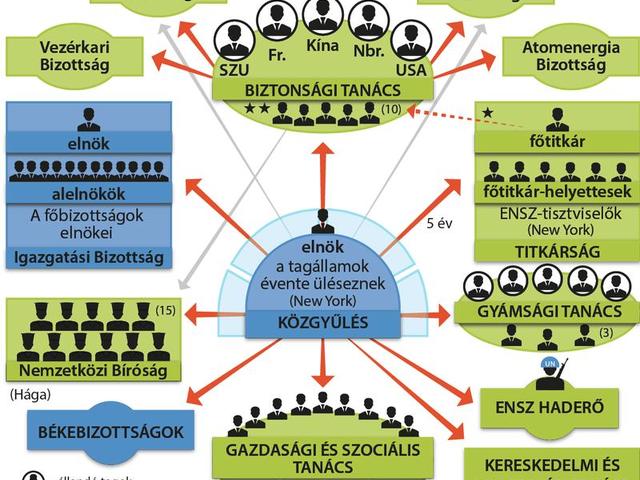 Vezérkari
Bizottság
SZU
Fr.
Kína
Nbr.
USA
BIZTONSÁGI TANÁCS
(10)
Atomenergia
Bizottság
elnök
alelnökök
A főbizottságok
elnökei
Igazgatási Bizottság
főtitkár
főtitkár-helyettesek
ENSZ-tisztviselők
(New York)
TITKÁRSÁG
5 év
elnök
a tagállamok
évente üléseznek
(New York)
KÖZGYŰLÉS
(15)
Nemzetközi Bíróság
(Hága)
GYÁMSÁGI TANÁCS
(3)
UN
ENSZ HADERŐ
BÉKEBIZOTTSÁGOK
GAZDASÁGI ÉS SZOCIÁLIS
TANÁCS
KERESKEDELMI ÉS
állandó tagok